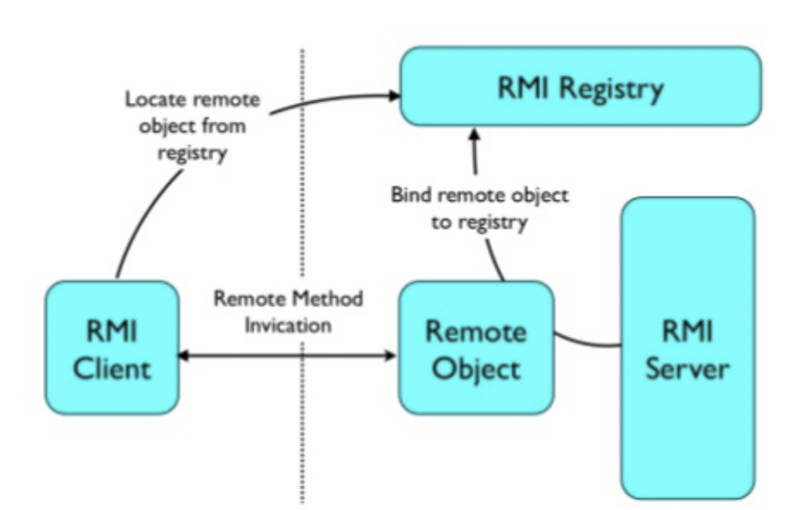 RMI Registry
Locate remote
object from
registry
Bind remote object
to registry
Remote Method
Invication
RMI
Client
Remote
Object
RMI
Server